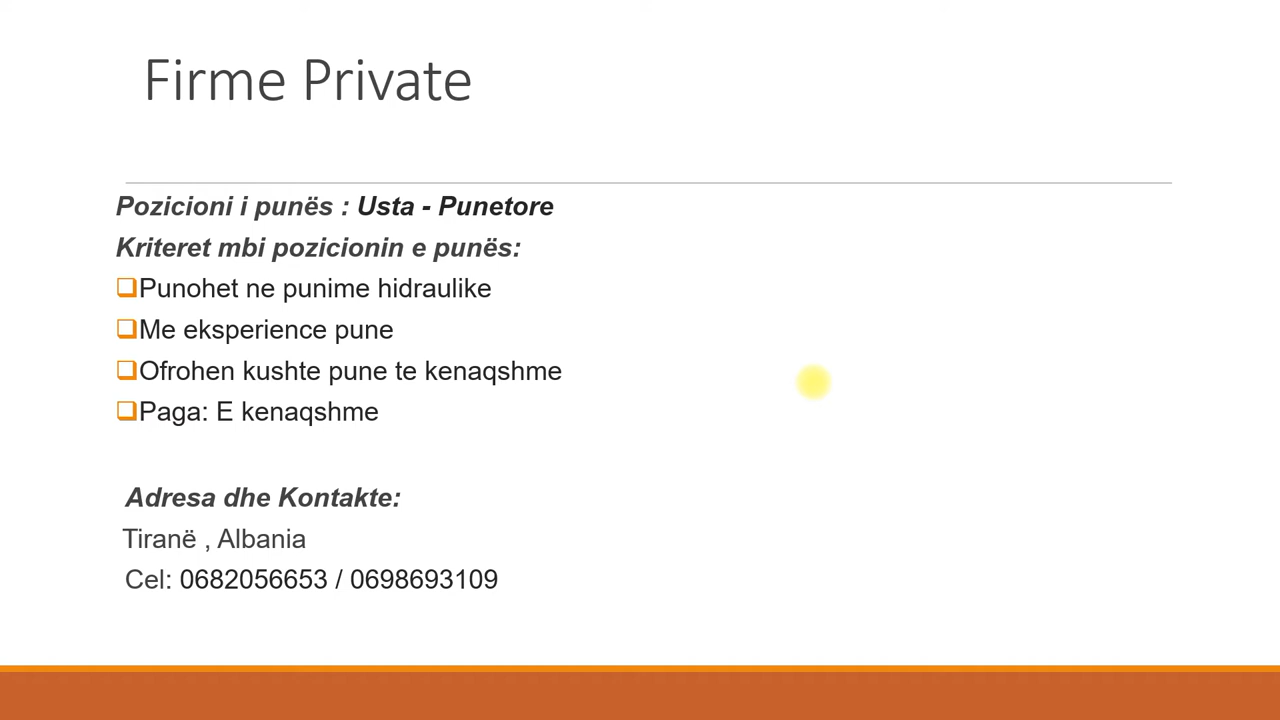 Firme Private
Pozicioni i punës : Usta - Punetore
Kriteret mbi pozicionin e punës:
❑Punohet ne punime hidraulike
❑Me eksperience pune
❑Ofrohen kushte pune te kenaqshme
❑Paga: E kenaqshme
Adresa dhe Kontakte:
Tiranë , Albania
Cel: 0682056653 / 0698693109